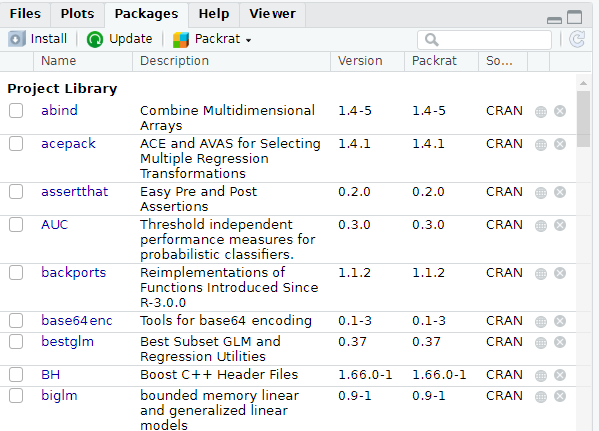 Files Plots Packages Help Viewer
Install Update Packrat
Name Description Version Packrat So...
Project Library
abind Combine Multidimensional 1.4-5 1.4-5 CRAN
Arrays
acepack ACE and AVAS for Selecting 1.4.1 1.4.1 CRAN
Multiple Regression
Transformations
assertthat Easy Pre and Post 0.2.0 0.2.0 CRAN
Assertions
AUC Threshold independent 0.3.0 0.3.0 CRAN
performance measures for
probabilistic classifiers.
backports Reimplementations of 1.1.2 1.1.2 CRAN
Functions Introduced Since
R-3.0.0
base64enc Tools for base64 encoding 0.1-3 0.1-3 CRAN
bestglm Best Subset GLM and 0.37 0.37 CRAN
Regression Utilities
BH Boost C++ Header Files 1.66.0-1 1.66.0-1 CRAN
biglm bounded memory linear 0.9-1 0.9-1 CRAN
and generalized linear
models